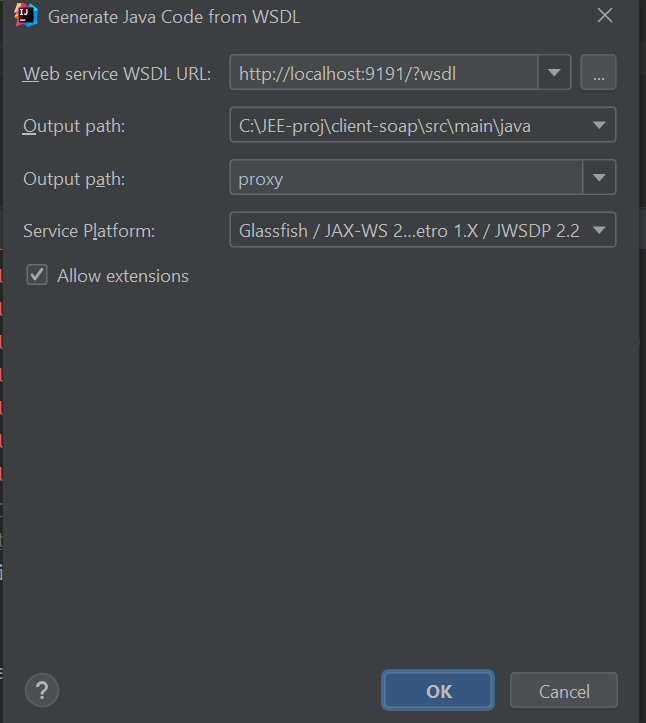 Generate Java Code from WSDL
Web service WSDL URL: http://localhost:9191/?wsdl ...
Output path: C:\JEE-proj\client-soap\src\main\java
Output path: proxy
Service Platform: Glassfish / JAX-WS 2...etro 1.X / JWSDP 2.2
Allow extensions
? OK Cancel